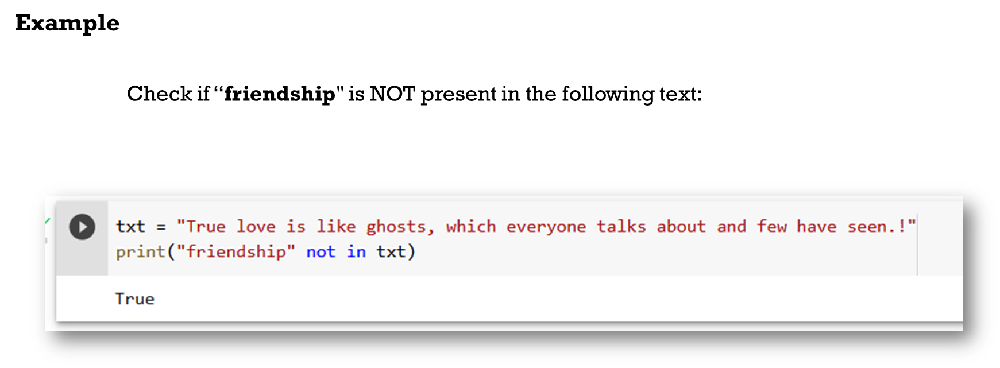 Example
Check if “friendship" is NOT present in the following text:
txt = "True love is like ghosts, which everyone talks about and few have seen.!"
print("friendship" not in txt)
True